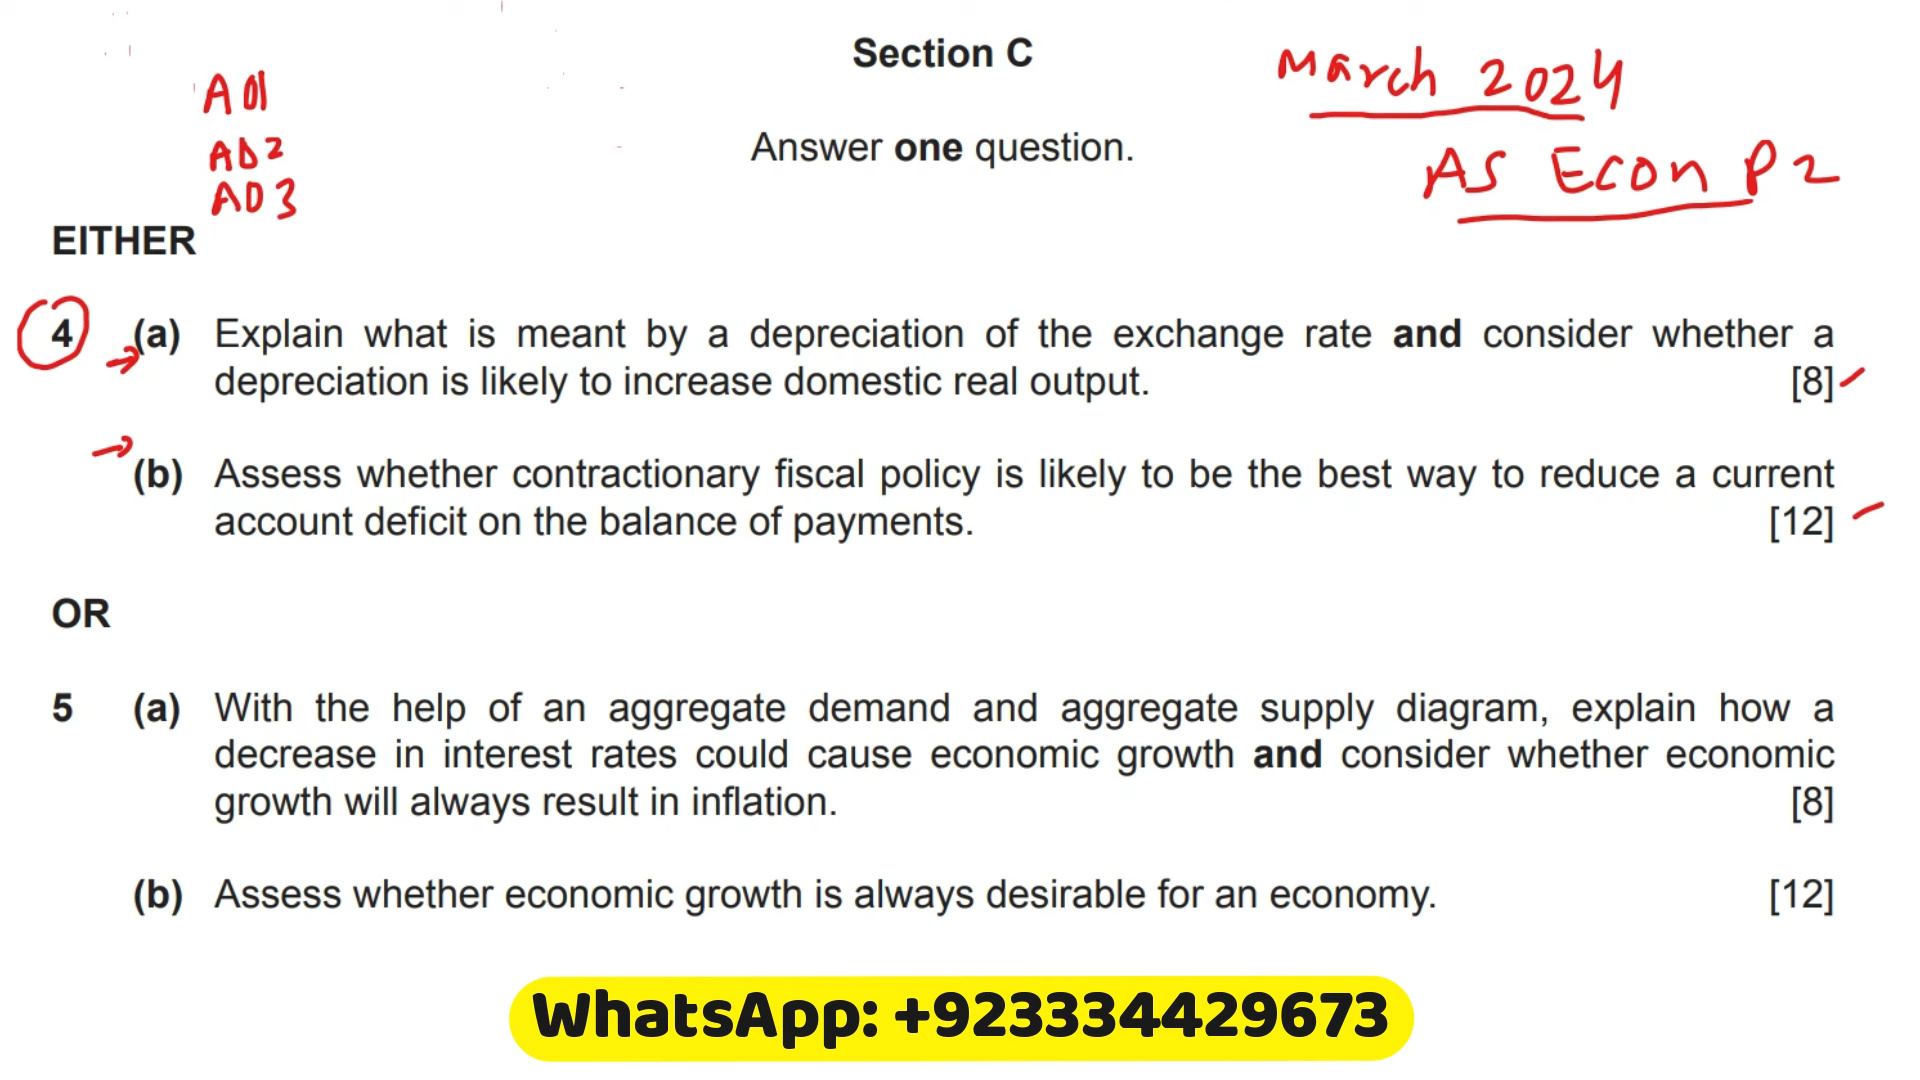 Section C
March 2024
AO1
AO2
AO3
Answer one question.
AS Econ P2
EITHER
4 (a) Explain what is meant by a depreciation of the exchange rate and consider whether a
depreciation is likely to increase domestic real output. [8]
(b) Assess whether contractionary fiscal policy is likely to be the best way to reduce a current
account deficit on the balance of payments. [12]
OR
5 (a) With the help of an aggregate demand and aggregate supply diagram, explain how a
decrease in interest rates could cause economic growth and consider whether economic
growth will always result in inflation. [8]
(b) Assess whether economic growth is always desirable for an economy. [12]
WhatsApp: +923334429673